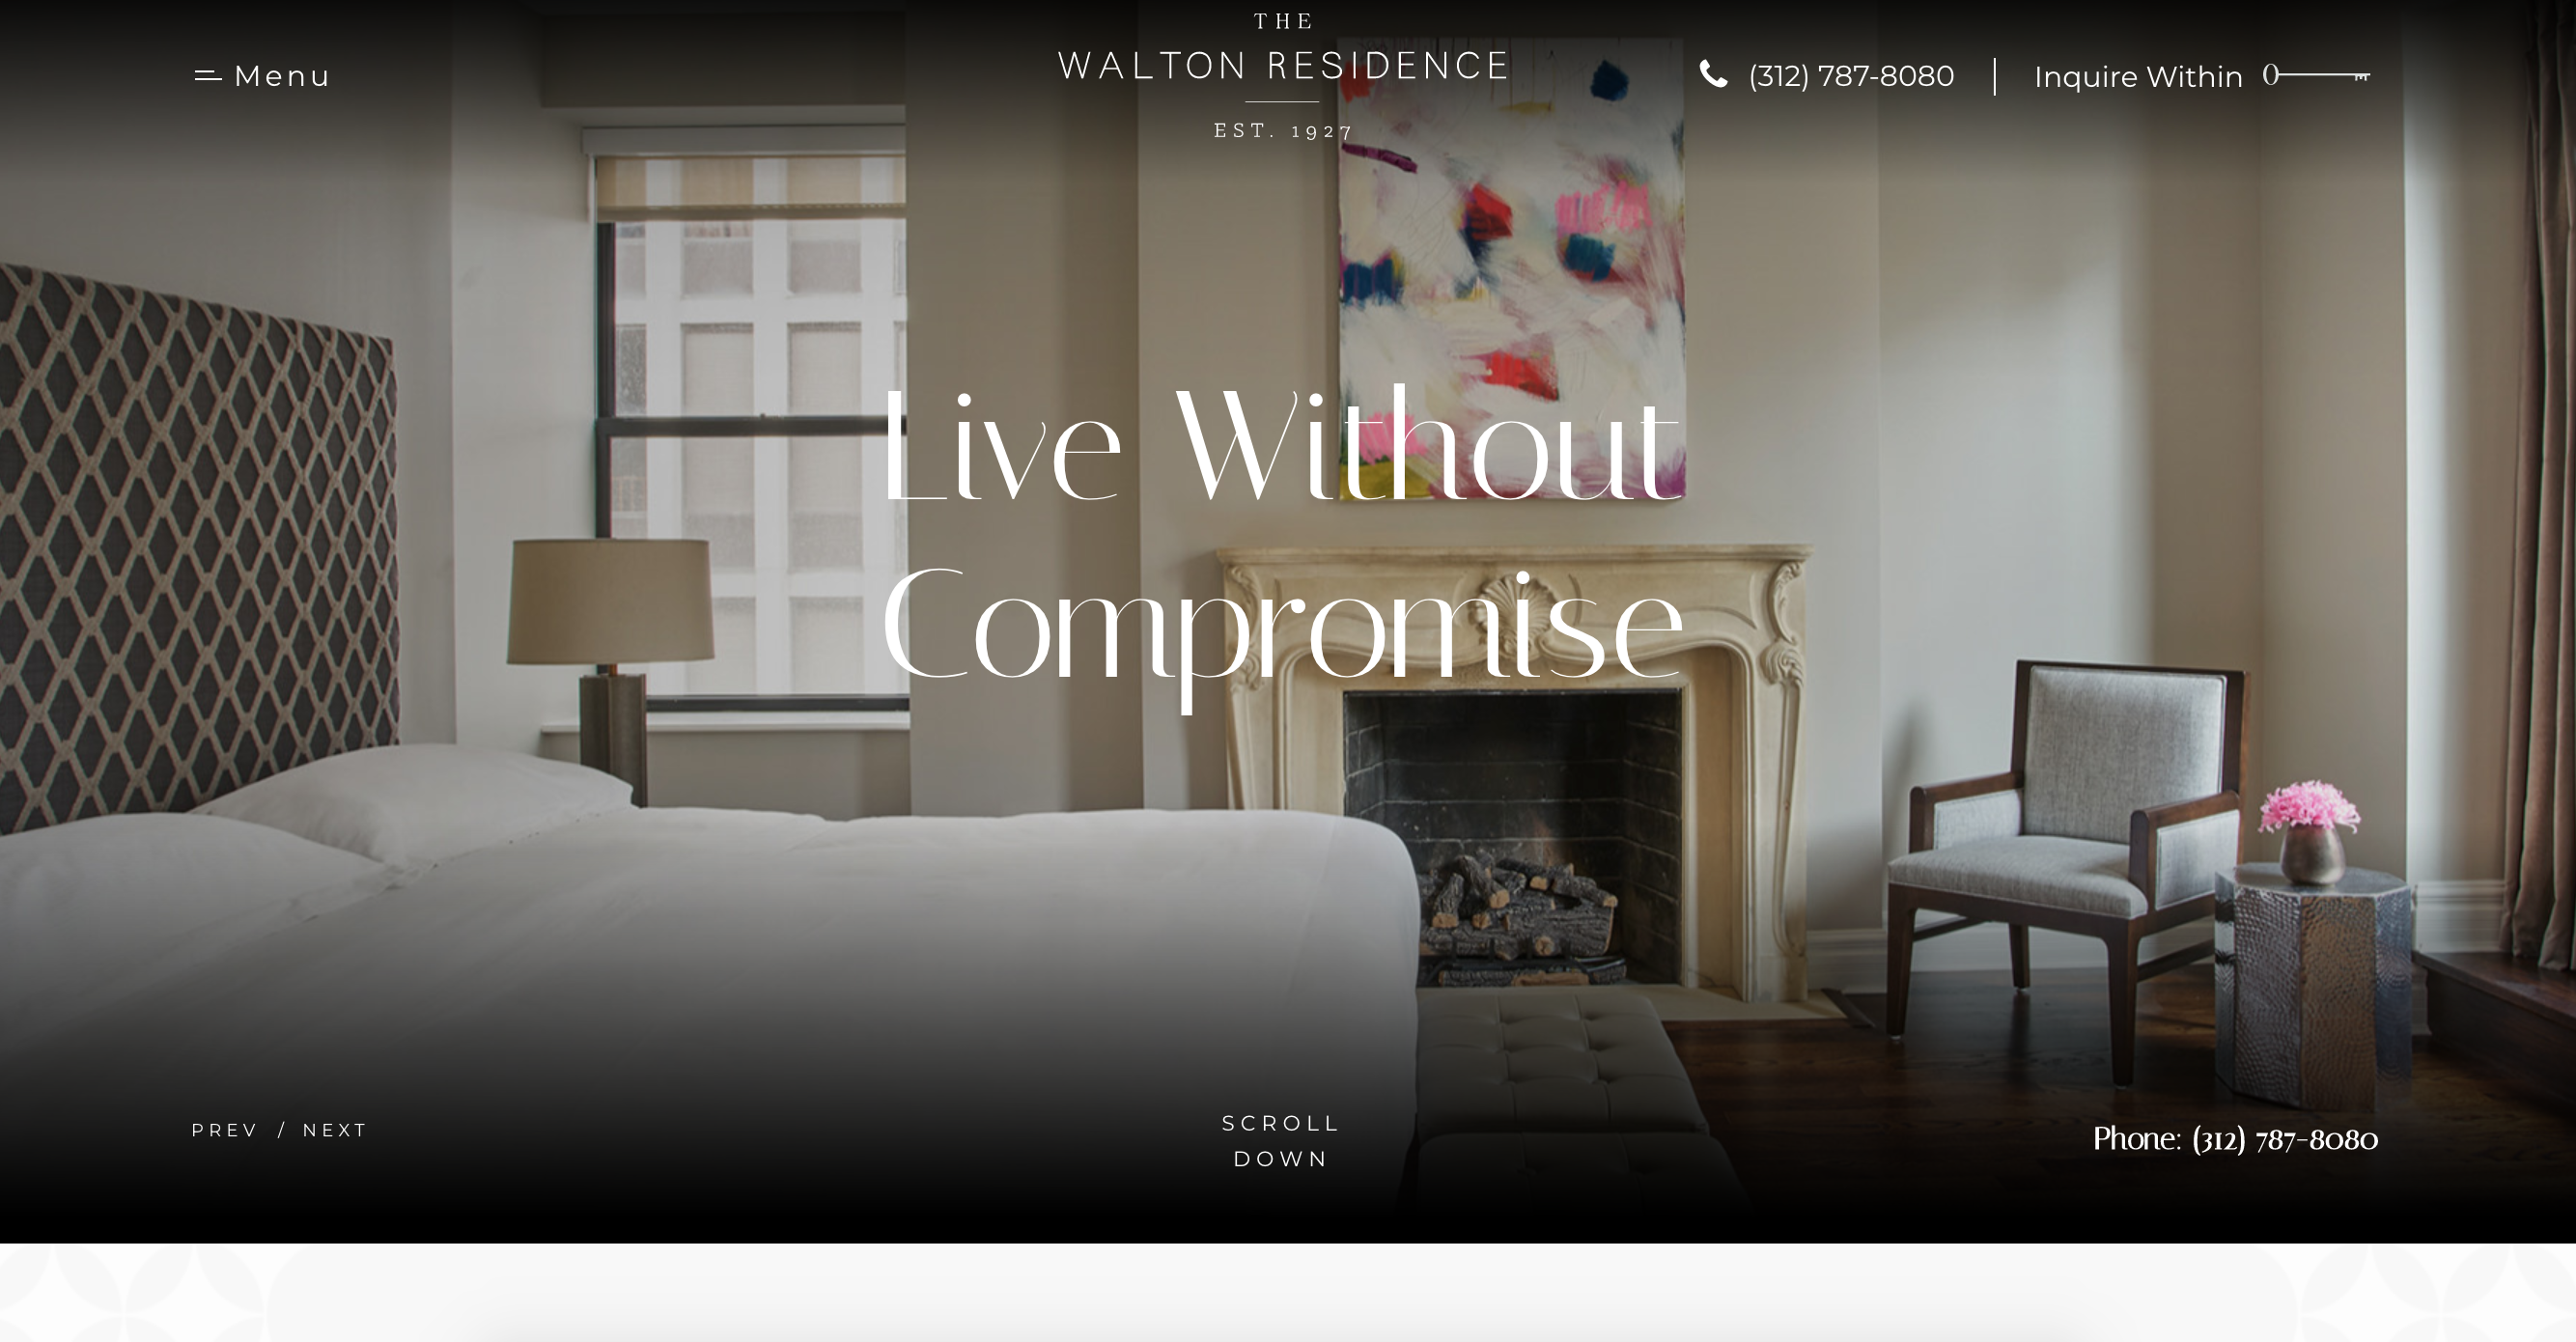 Menu
THE
WALTON RESIDENCE
EST. 1927
(312) 787-8080
Inquire Within
Live Without
Compromise
PREV / NEXT
SCROLL
DOWN
Phone: (312) 787-8080